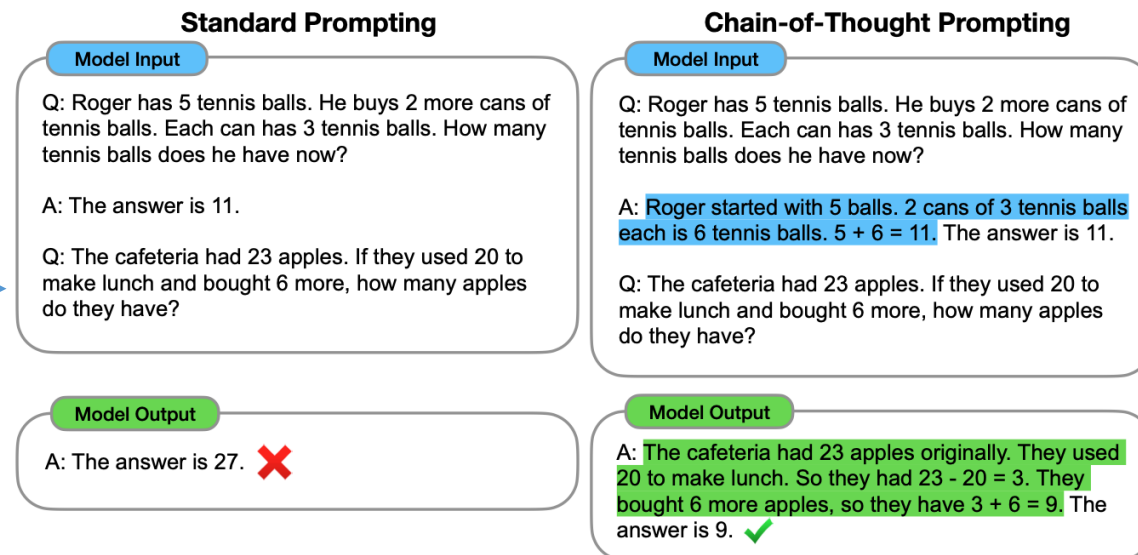 Standard Prompting
Model Input
Q: Roger has 5 tennis balls. He buys 2 more cans of
tennis balls. Each can has 3 tennis balls. How many
tennis balls does he have now?
A: The answer is 11.
Q: The cafeteria had 23 apples. If they used 20 to
make lunch and bought 6 more, how many apples
do they have?
Model Output
A: The answer is 27.
Chain-of-Thought Prompting
Model Input
Q: Roger has 5 tennis balls. He buys 2 more cans of
tennis balls. Each can has 3 tennis balls. How many
tennis balls does he have now?
A: Roger started with 5 balls. 2 cans of 3 tennis balls
each is 6 tennis balls. 5 + 6 = 11. The answer is 11.
Q: The cafeteria had 23 apples. If they used 20 to
make lunch and bought 6 more, how many apples
do they have?
Model Output
A: The cafeteria had 23 apples originally. They used
20 to make lunch. So they had 23 - 20 = 3. They
bought 6 more apples, so they have 3 + 6 = 9. The
answer is 9.